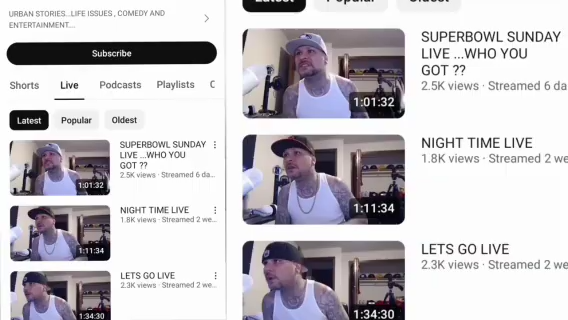 URBAN STORIES...LIFE ISSUES , COMEDY AND
ENTERTAINMENT....
Subscribe
Shorts
Live
Podcasts
Playlists
Latest
Popular
Oldest
SUPERBOWL SUNDAY
LIVE ...WHO YOU
GOT ??
2.5K views · Streamed 6 da...
1:01:32
NIGHT TIME LIVE
1.8K views · Streamed 2 we...
1:11:34
LETS GO LIVE
2.3K views · Streamed 2 we...
1:34:30
Latest
Popular
Oldest
SUPERBOWL SUNDAY
LIVE ...WHO YOU
GOT ??
2.5K views · Streamed 6 da
1:01:32
NIGHT TIME LIVE
1.8K views · Streamed 2 we
1:11:34
LETS GO LIVE
2.3K views · Streamed 2 we
1:34:30